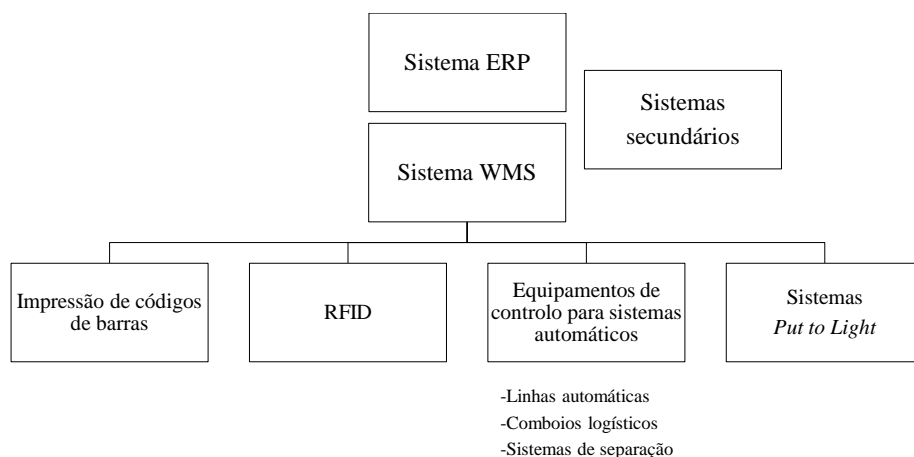 Sistema ERP
Sistemas
secundários
Sistema WMS
Impressão de códigos
de barras
RFID
Equipamentos de
controlo para sistemas
automáticos
Sistemas
Put to Light
-Linhas automáticas
-Comboios logísticos
-Sistemas de separação